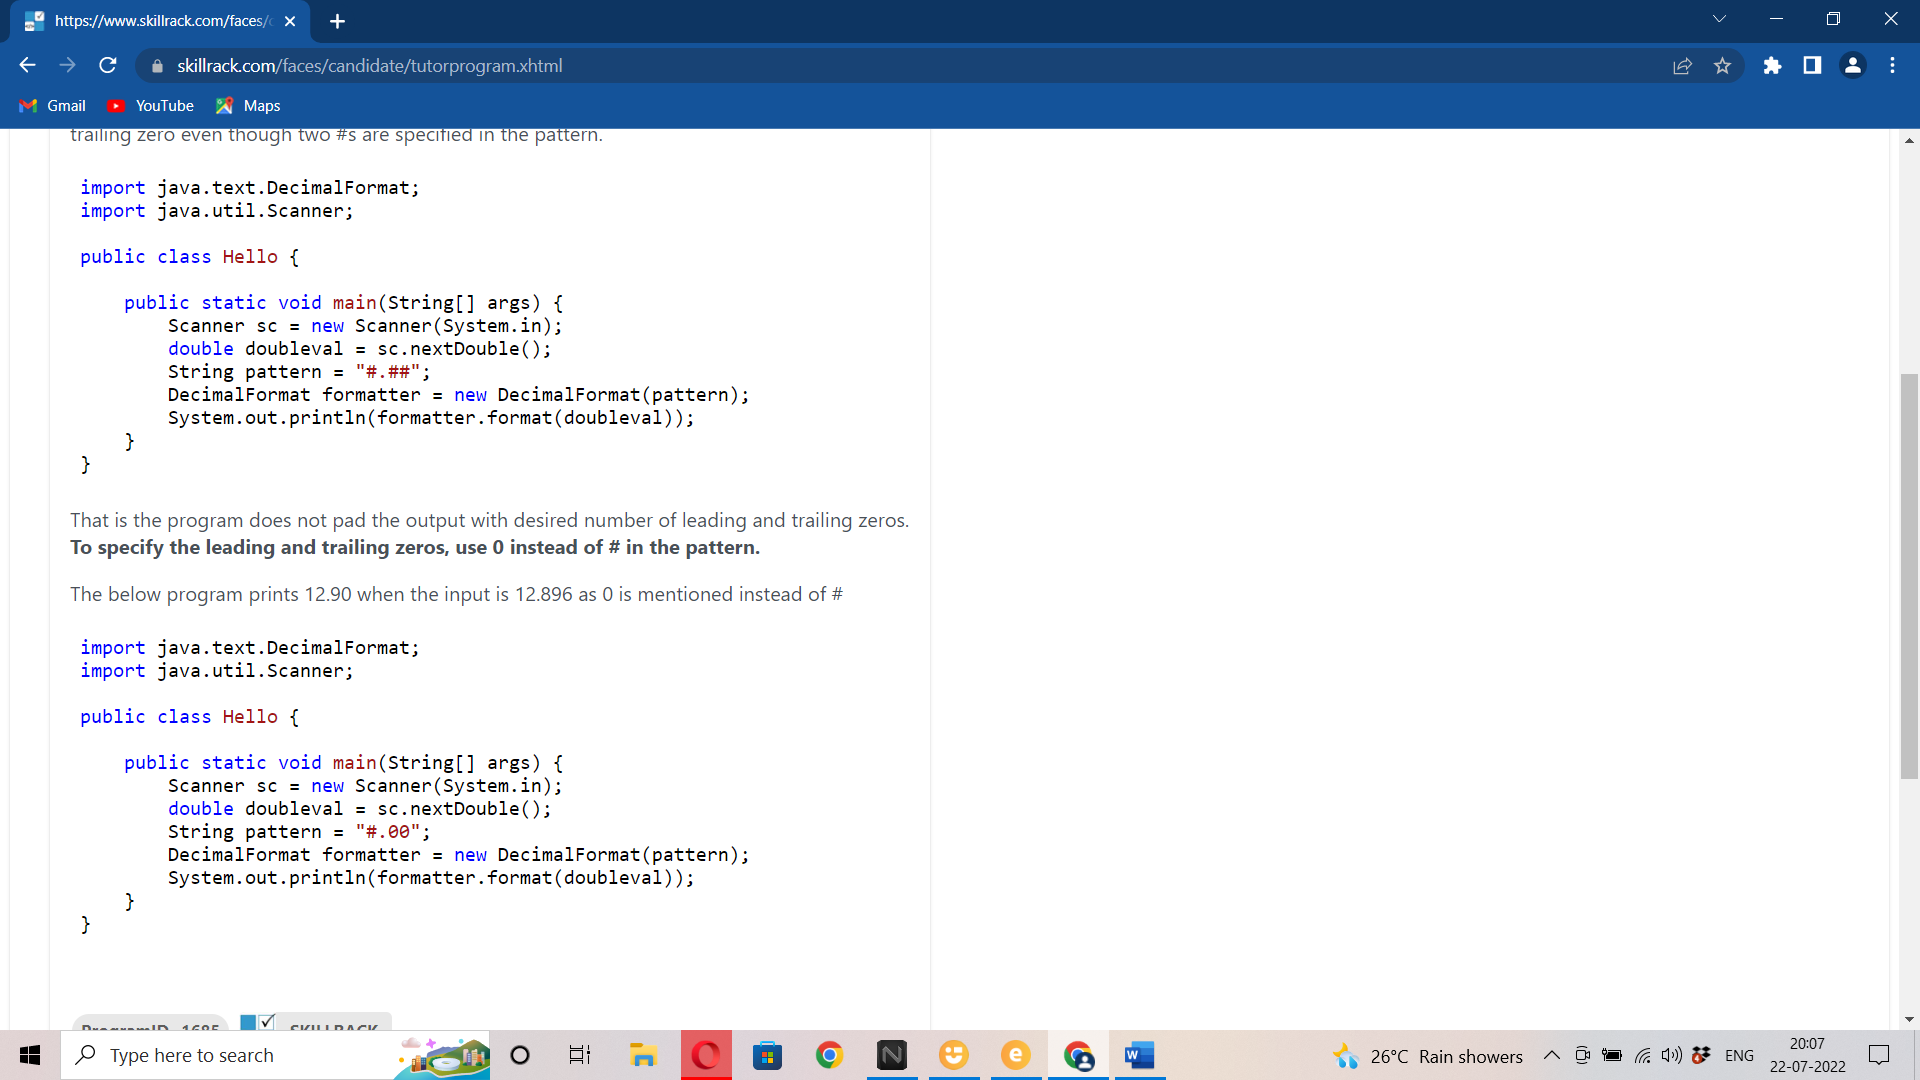 https://www.skillrack.com/faces/c
skillrack.com/faces/candidate/tutorprogram.xhtml
Gmail YouTube Maps
trailing zero even though two #s are specified in the pattern.
import java.text.DecimalFormat;
import java.util.Scanner;
public class Hello {
public static void main(String[] args) {
Scanner sc = new Scanner(System.in);
double doubleval = sc.nextDouble();
String pattern = "#.##";
DecimalFormat formatter = new DecimalFormat(pattern);
System.out.println(formatter.format(doubleval));
}
}
That is the program does not pad the output with desired number of leading and trailing zeros.
To specify the leading and trailing zeros, use 0 instead of # in the pattern.
The below program prints 12.90 when the input is 12.896 as 0 is mentioned instead of #
import java.text.DecimalFormat;
import java.util.Scanner;
public class Hello {
public static void main(String[] args) {
Scanner sc = new Scanner(System.in);
double doubleval = sc.nextDouble();
String pattern = "#.00";
DecimalFormat formatter = new DecimalFormat(pattern);
System.out.println(formatter.format(doubleval));
}
}
ProgramID- 1685 SKILLRACK
Type here to search
26°C Rain showers ENG
20:07
22-07-2022